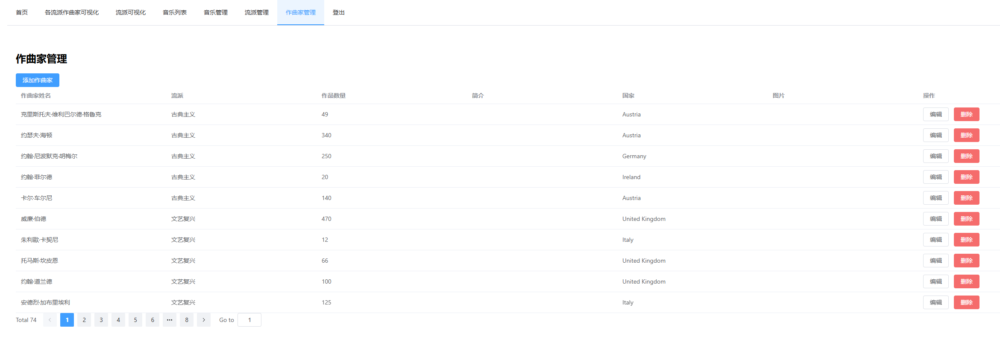 首页 各流派作曲家可视化 流派可视化 音乐列表 音乐管理 流派管理 作曲家管理 登出
作曲家管理
添加作曲家
作曲家姓名 流派 作品数量 简介 国家 图片 操作
克里斯托夫·维利巴尔德·格鲁克 古典主义 49 Austria 编辑 删除
约瑟夫·海顿 古典主义 340 Austria 编辑 删除
约翰·尼波默克·胡梅尔 古典主义 250 Germany 编辑 删除
约翰·菲尔德 古典主义 20 Ireland 编辑 删除
卡尔·车尔尼 古典主义 140 Austria 编辑 删除
威廉·伯德 文艺复兴 470 United Kingdom 编辑 删除
朱利歐·卡契尼 文艺复兴 12 Italy 编辑 删除
托马斯·坎皮恩 文艺复兴 66 United Kingdom 编辑 删除
约翰·道兰德 文艺复兴 100 United Kingdom 编辑 删除
安德烈·加布里埃利 文艺复兴 125 Italy 编辑 删除
Total 74 1 2 3 4 5 6 ••• 8 Go to 1